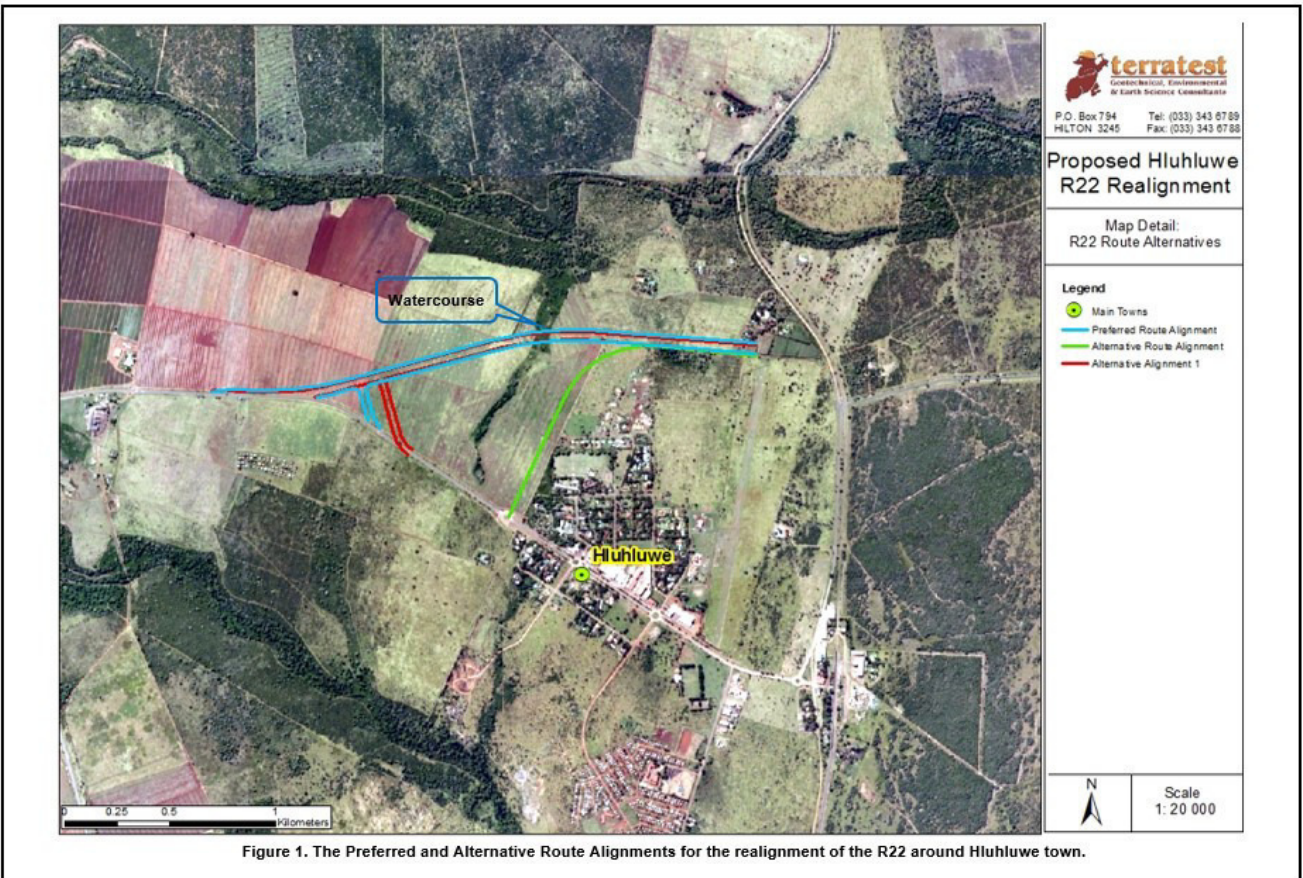 terratest
Geotechnical, Environmental
& Earth Science Consultants
P.O. Box 794 Tel: (033) 343 6789
HILTON 3245 Fax: (033) 343 6788
Proposed Hluhluwe
R22 Realignment
Map Detail:
R22 Route Alternatives
Legend
Main Towns
Preferred Route Alignment
Alternative Route Alignment
Alternative Alignment 1
Watercourse
Hluhluwe
0 0.25 0.5 1
Kilometers
N
Scale
1: 20 000
Figure 1. The Preferred and Alternative Route Alignments for the realignment of the R22 around Hluhluwe town.